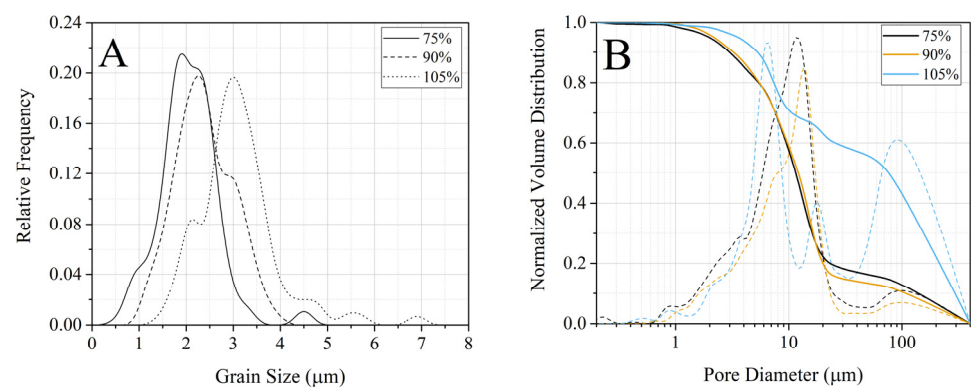 A
75%
90%
105%
0.24
0.20
0.16
0.12
0.08
0.04
0.00
Relative Frequency
0 1 2 3 4 5 6 7 8
Grain Size (μm)
B
75%
90%
105%
1.0
0.8
0.6
0.4
0.2
0.0
Normalized Volume Distribution
1 10 100
Pore Diameter (μm)